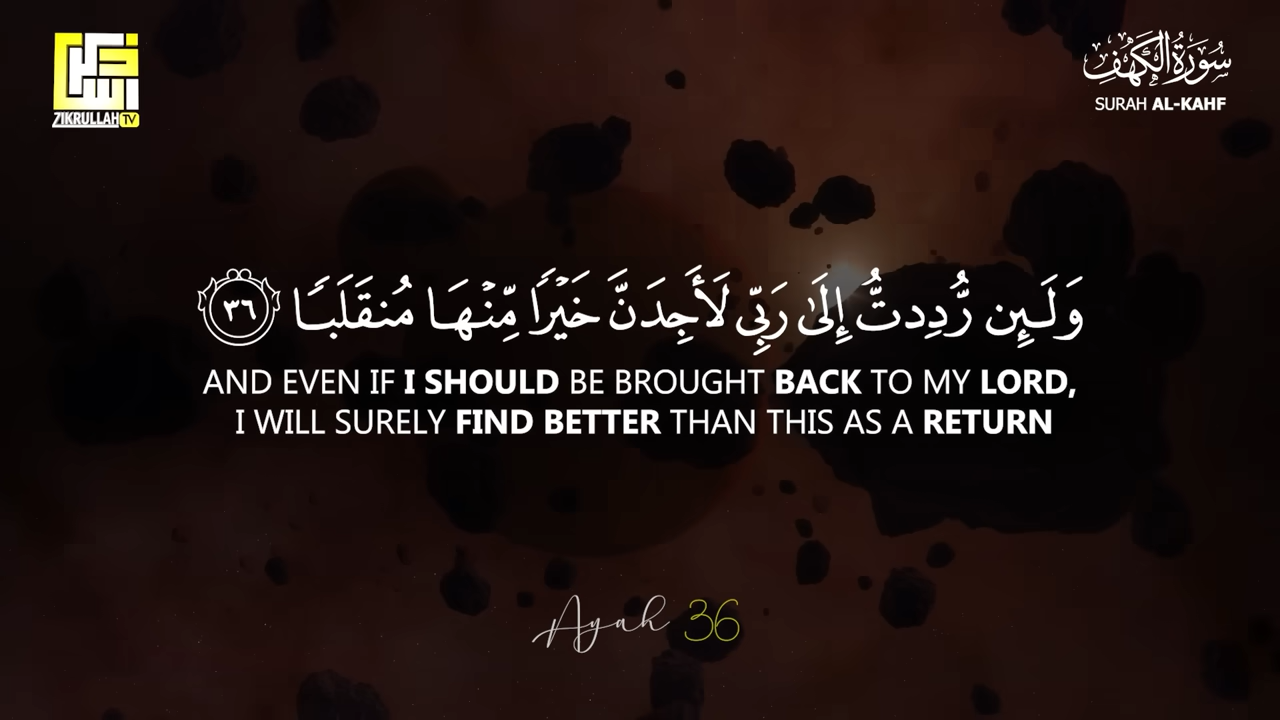 ZIKRULLAH TV
سُورَةُ الكَهْفِ
SURAH AL-KAHF
وَلَئِن رُّدِدتُّ إِلَىٰ رَبِّي لَأَجِدَنَّ خَيْرًا مِّنْهَا مُنقَلَبًا ٣٦
AND EVEN IF I SHOULD BE BROUGHT BACK TO MY LORD,
I WILL SURELY FIND BETTER THAN THIS AS A RETURN
Ayah 36